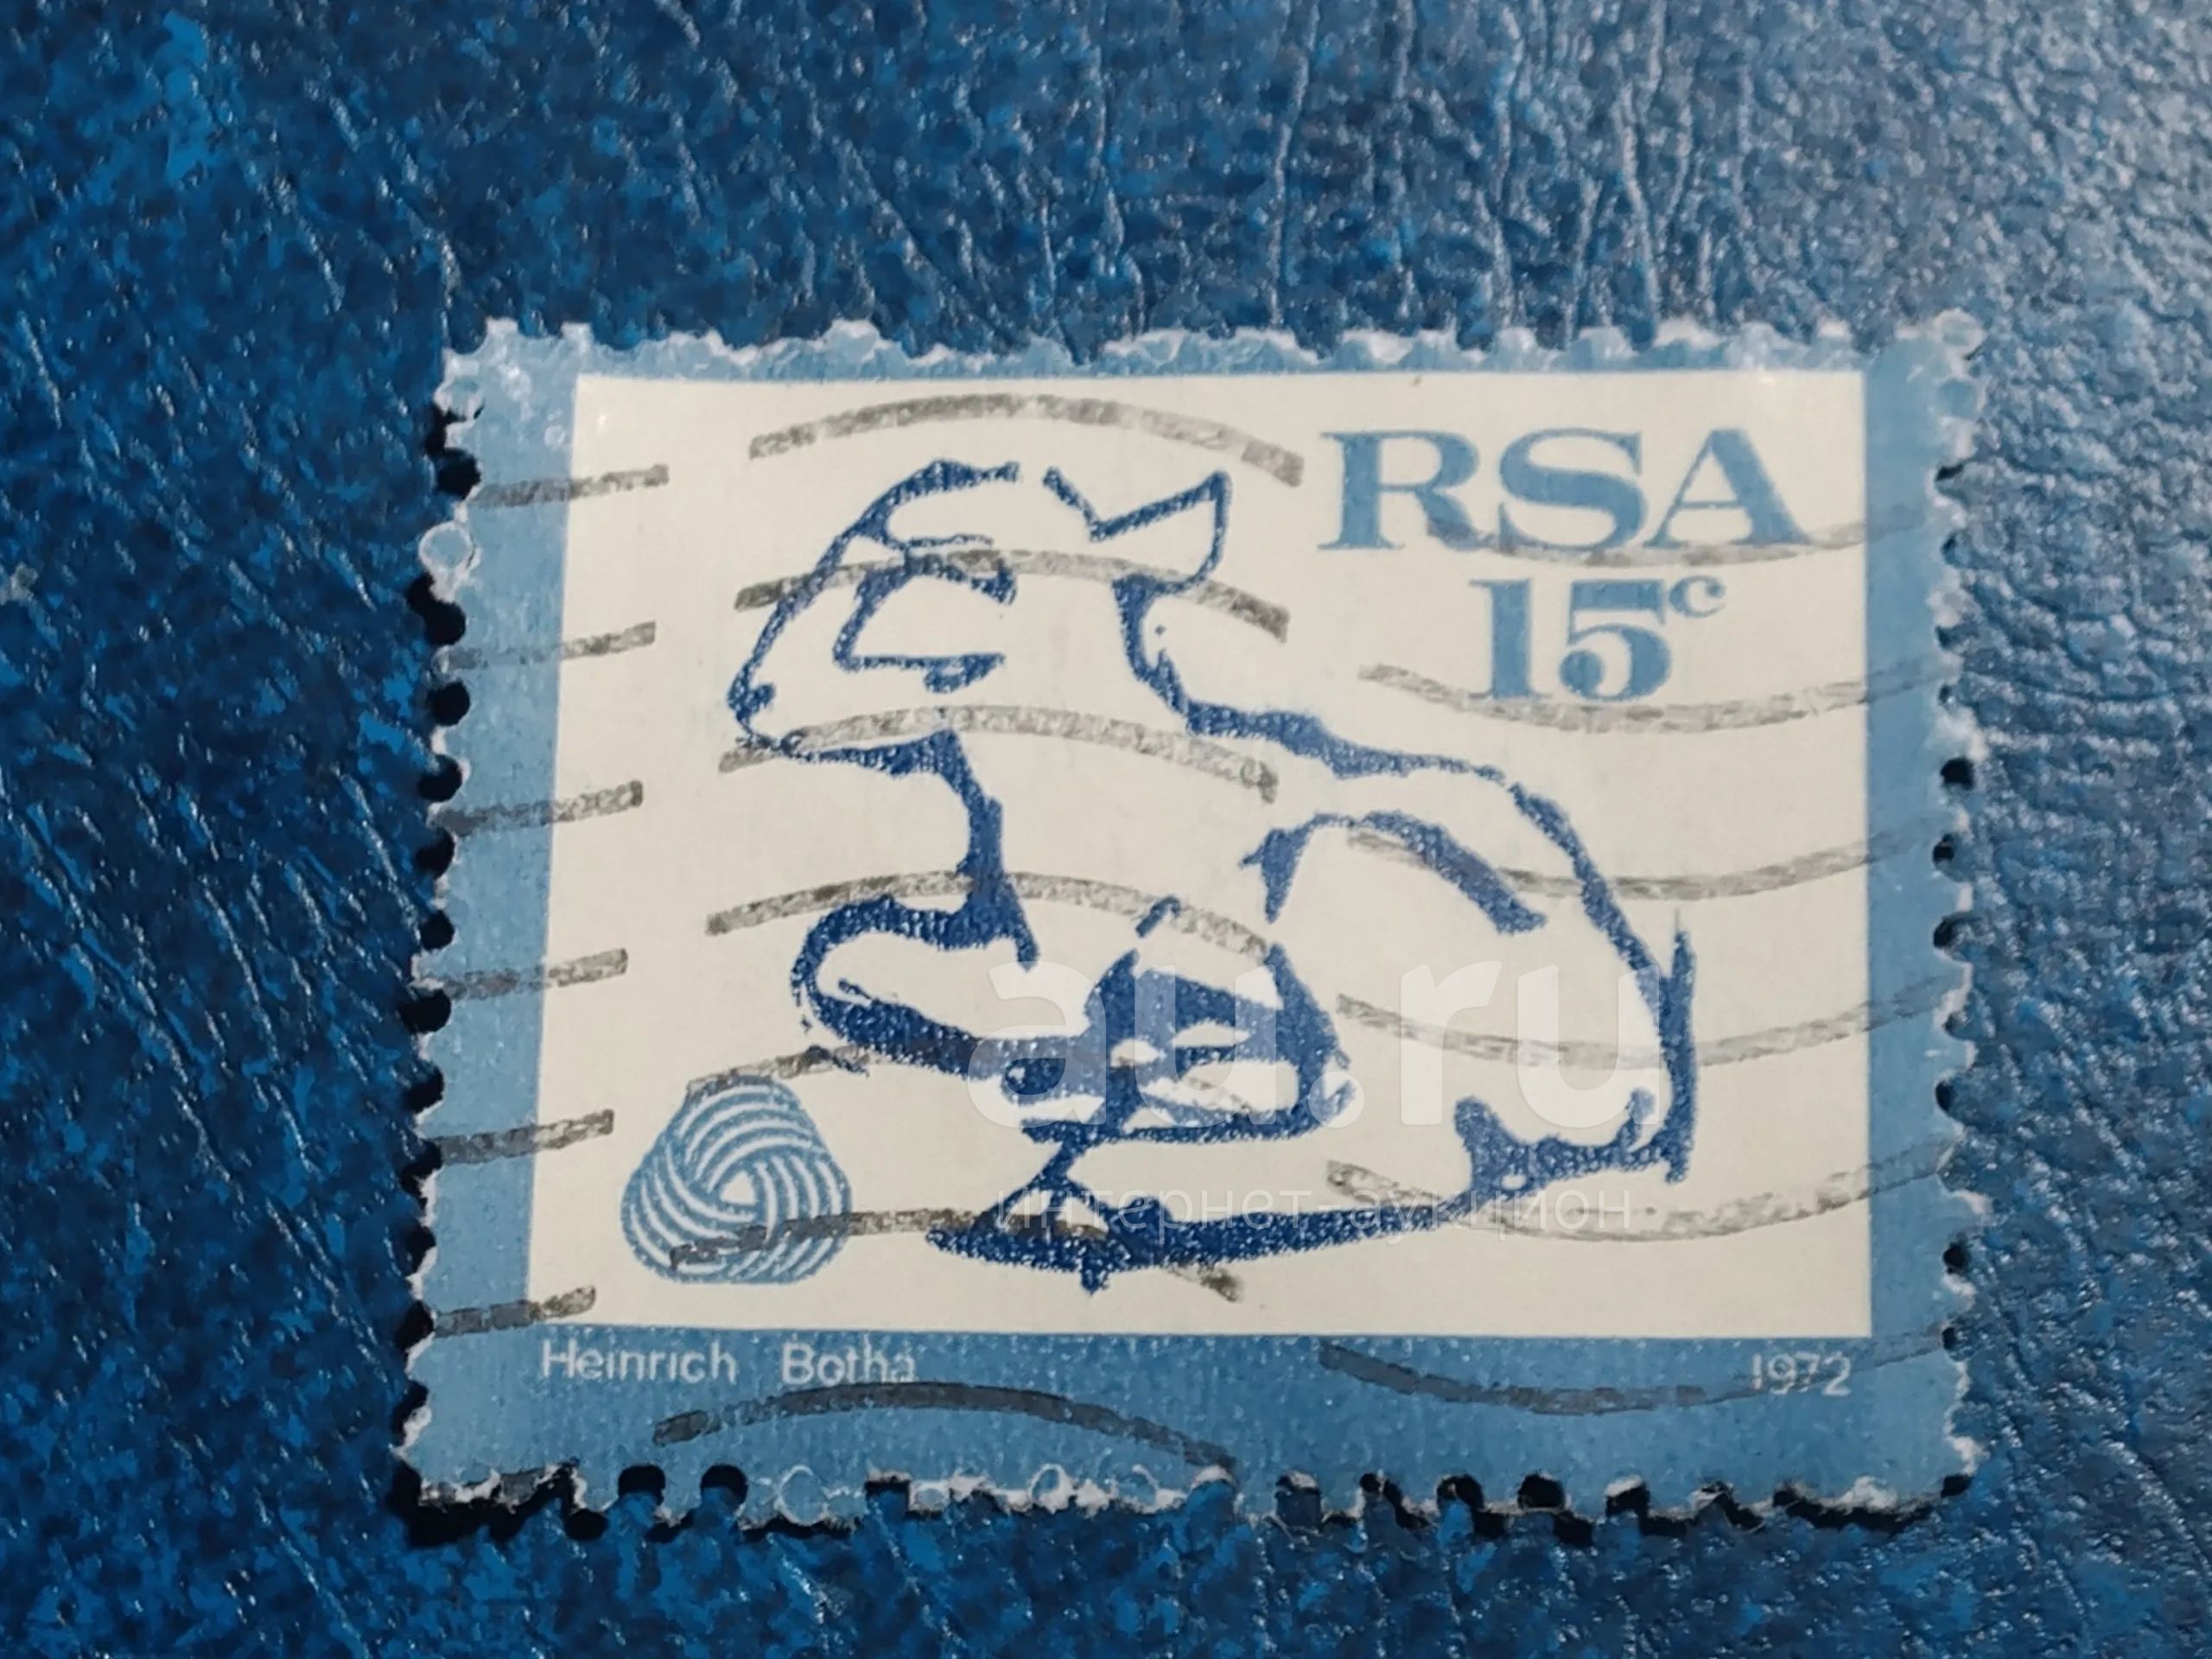 RSA
15c
au.ru
интернет-аукцион
Heinrich Botha 1972